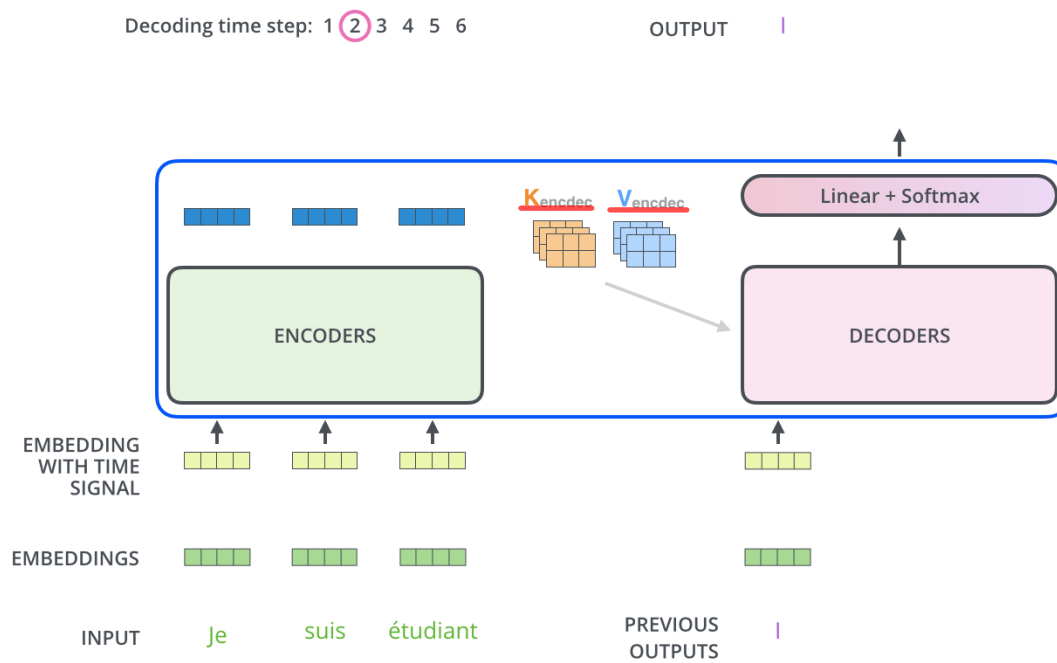 Decoding time step: 1 2 3 4 5 6
OUTPUT I
Kencdec Vencdec
Linear + Softmax
ENCODERS
DECODERS
EMBEDDING
WITH TIME
SIGNAL
EMBEDDINGS
INPUT Je suis étudiant
PREVIOUS
OUTPUTS
I